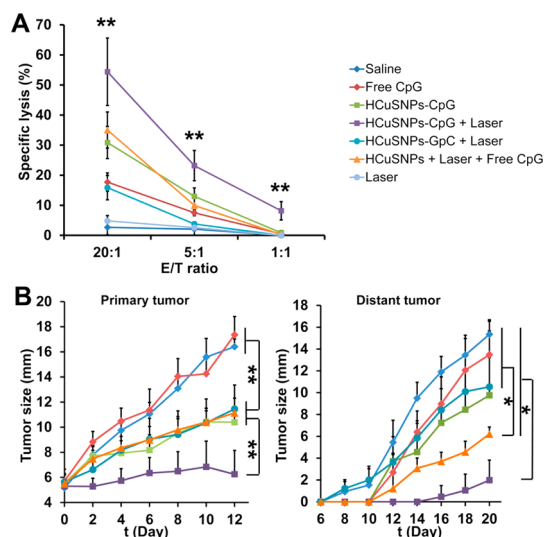 A
Specific lysis (%)
70
60
50
40
30
20
10
0
**
**
**
20:1
5:1
1:1
E/T ratio
Saline
Free CpG
HCuSNPs-CpG
HCuSNPs-CpG + Laser
HCuSNPs-GpC + Laser
HCuSNPs + Laser + Free CpG
Laser
B
Primary tumor
Tumor size (mm)
20
18
16
14
12
10
8
6
4
0 2 4 6 8 10 12
t (Day)
**
**
Distant tumor
Tumor size (mm)
18
16
14
12
10
8
6
4
2
0
6 8 10 12 14 16 18 20
t (Day)
*
*